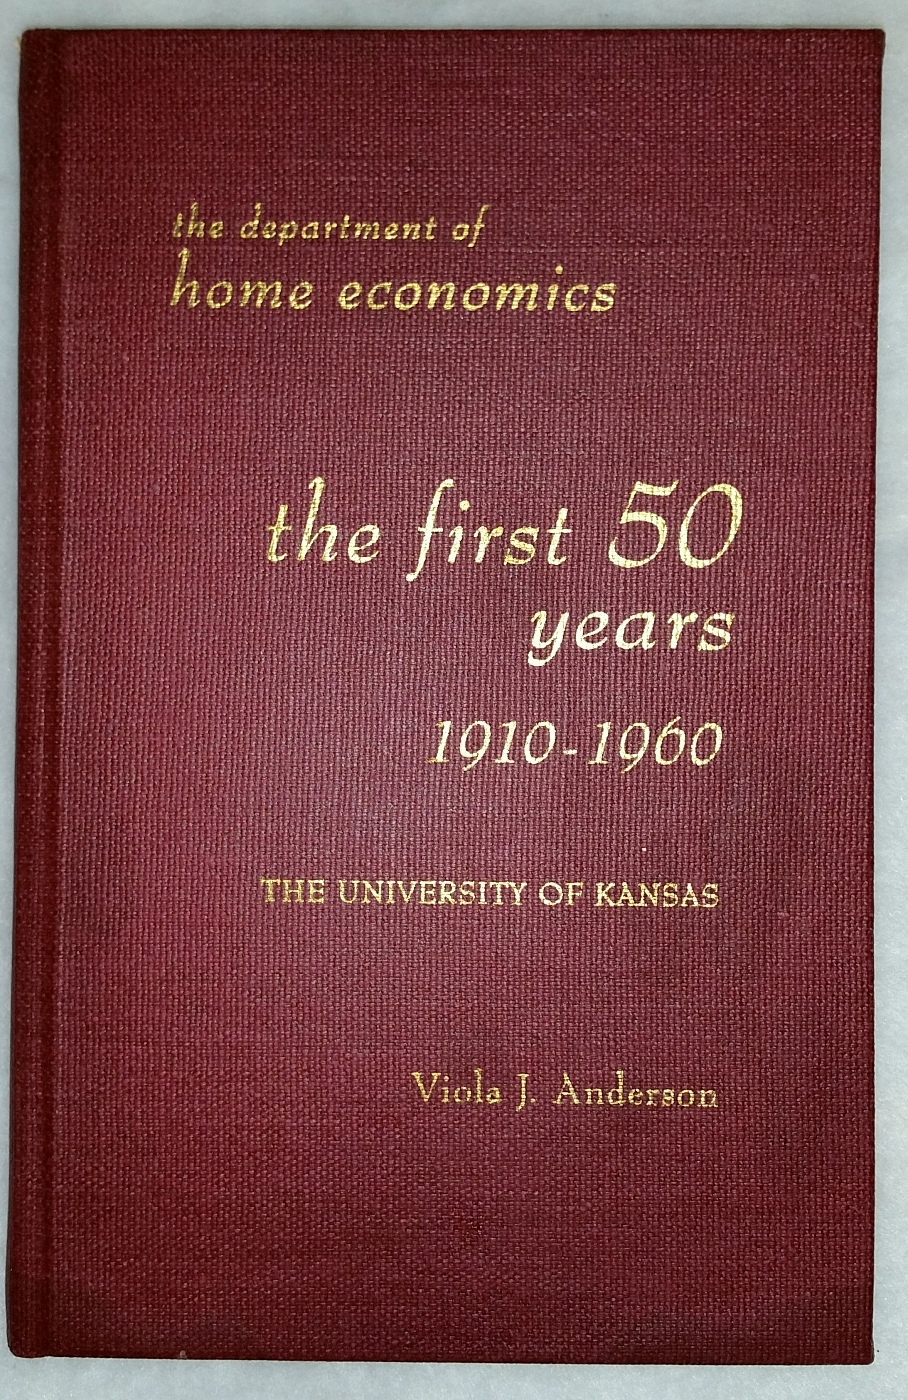 the department of
home economics
the first 50
years
1910-1960
THE UNIVERSITY OF KANSAS
Viola J. Anderson